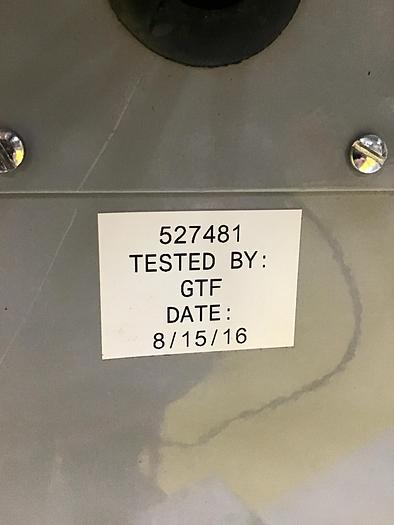 527481
TESTED BY:
GTF
DATE:
8/15/16